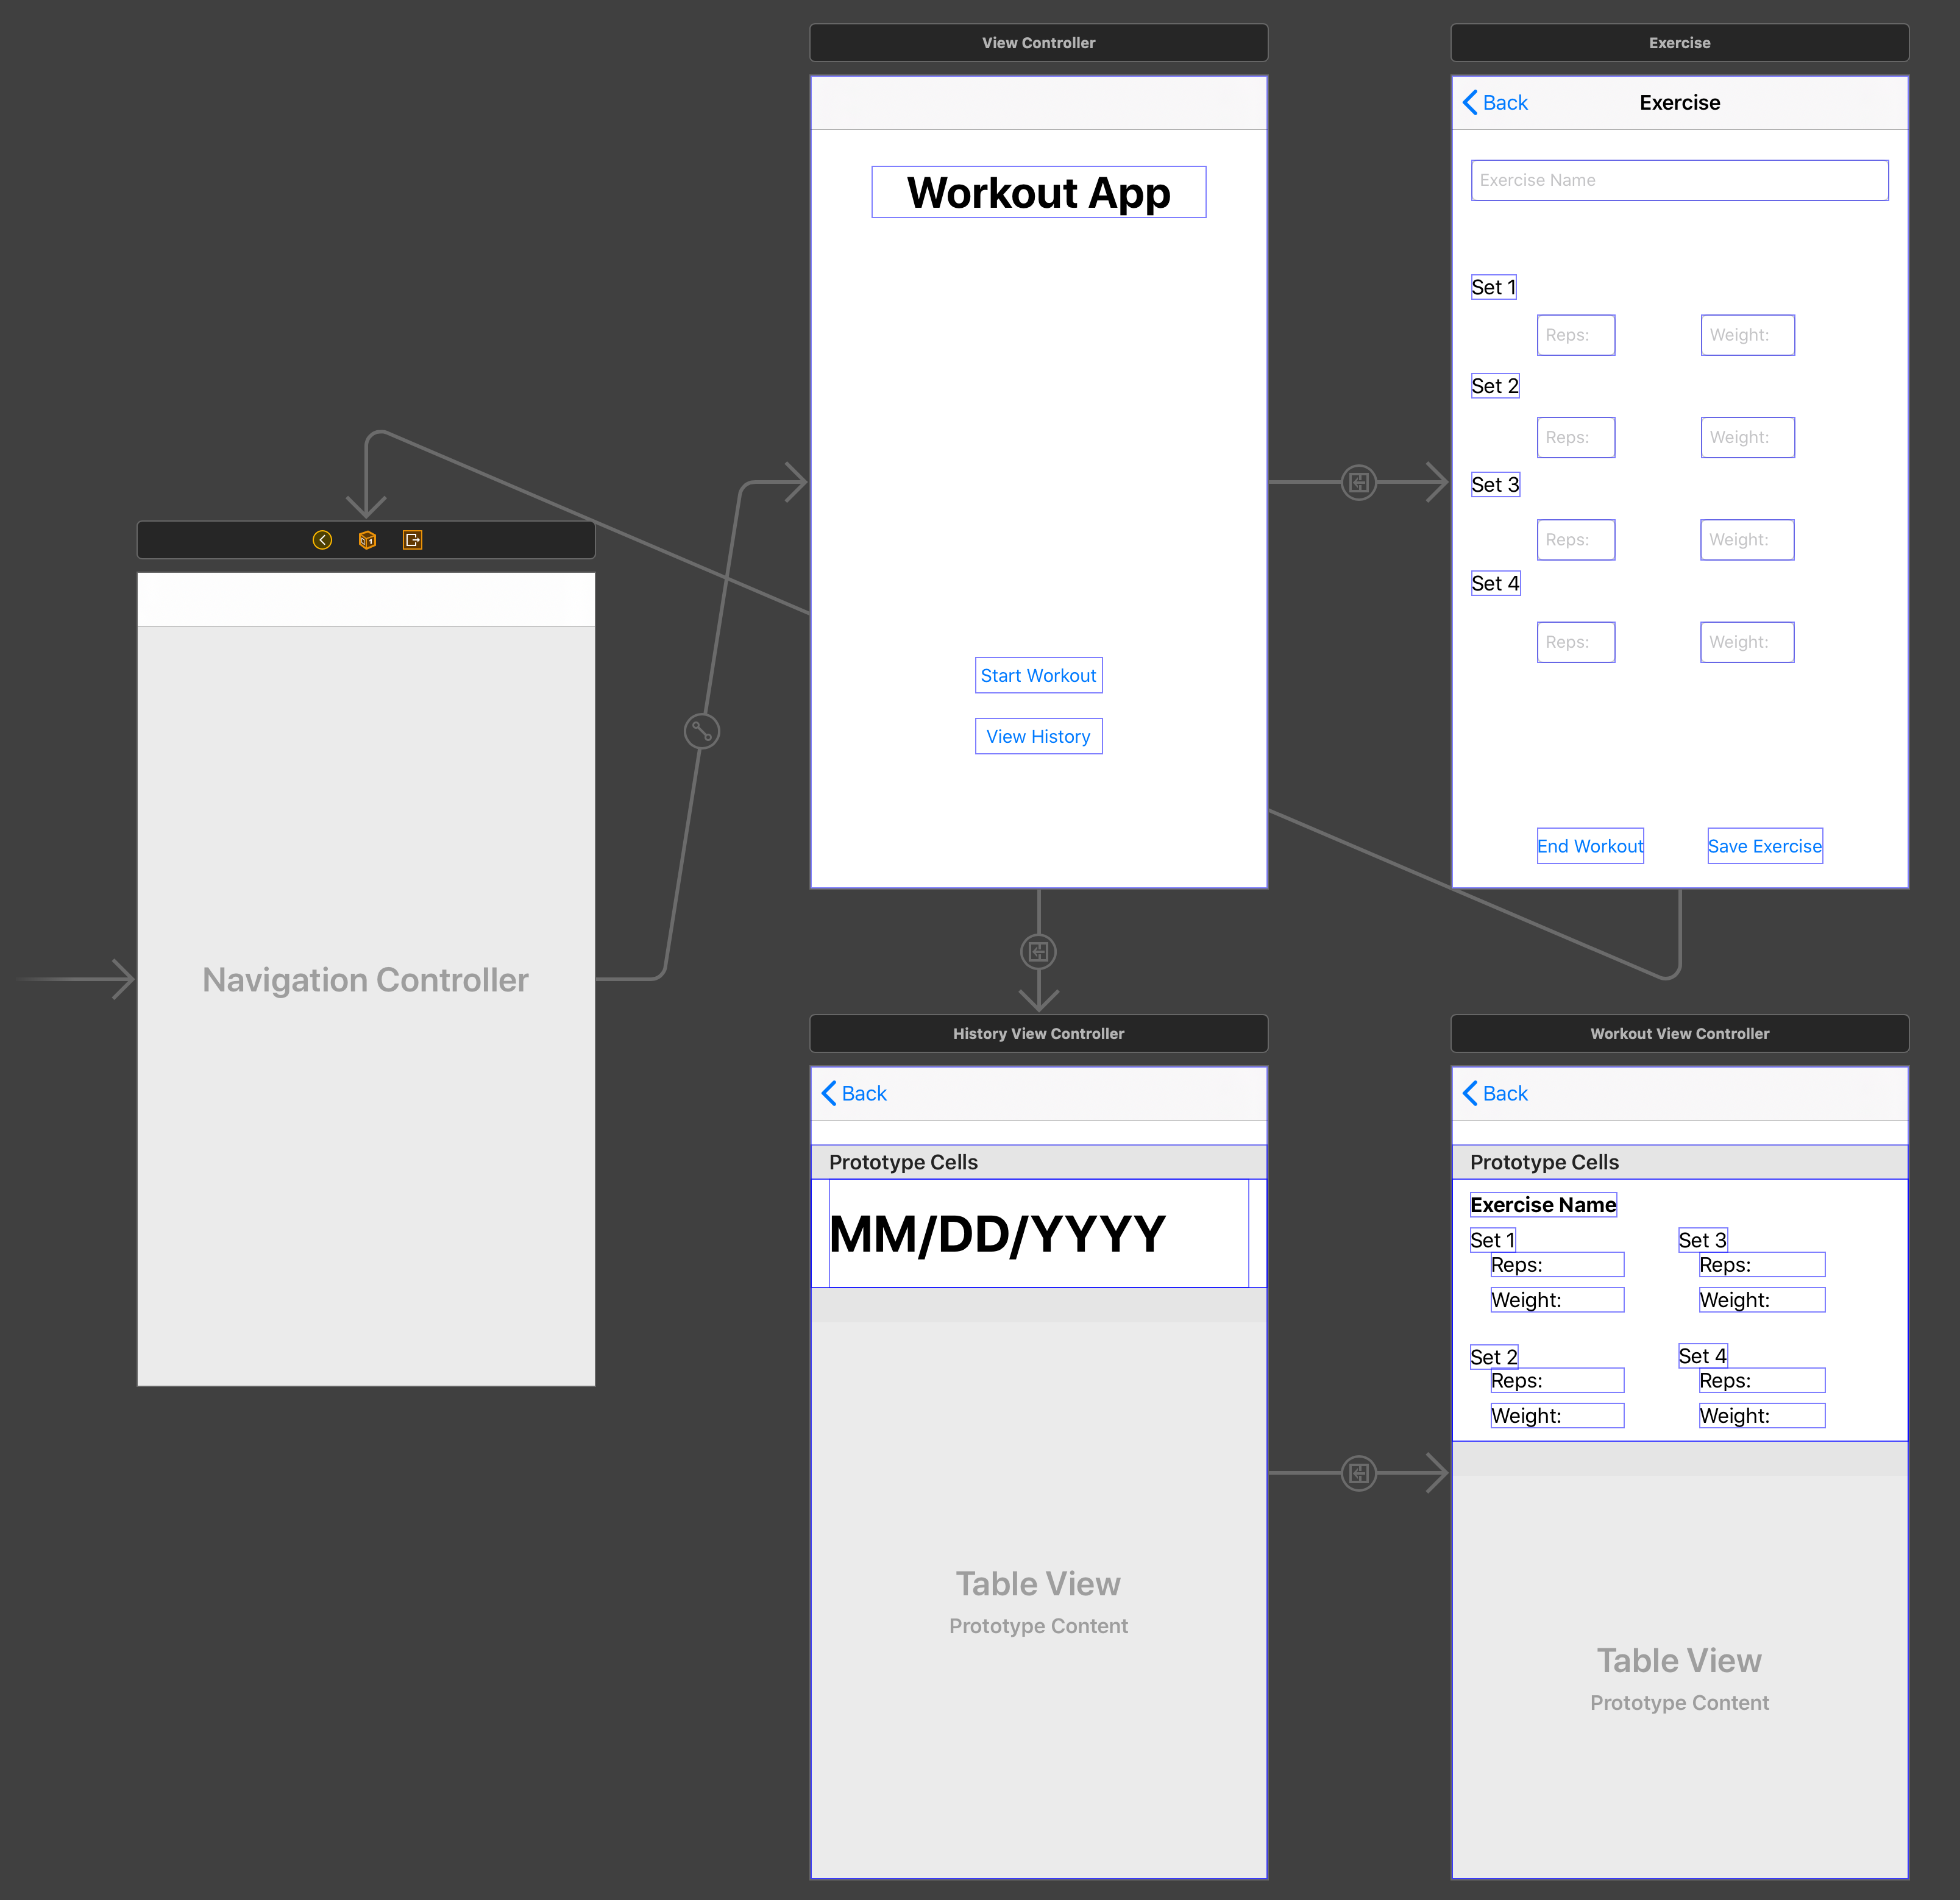 View Controller
Workout App
Start Workout
View History
Exercise
Back
Exercise
Exercise Name
Set 1
Reps:
Weight:
Set 2
Reps:
Weight:
Set 3
Reps:
Weight:
Set 4
Reps:
Weight:
End Workout
Save Exercise
Navigation Controller
History View Controller
Back
Prototype Cells
MM/DD/YYYY
Table View
Prototype Content
Workout View Controller
Back
Prototype Cells
Exercise Name
Set 1
Reps:
Weight:
Set 2
Reps:
Weight:
Set 3
Reps:
Weight:
Set 4
Reps:
Weight:
Table View
Prototype Content